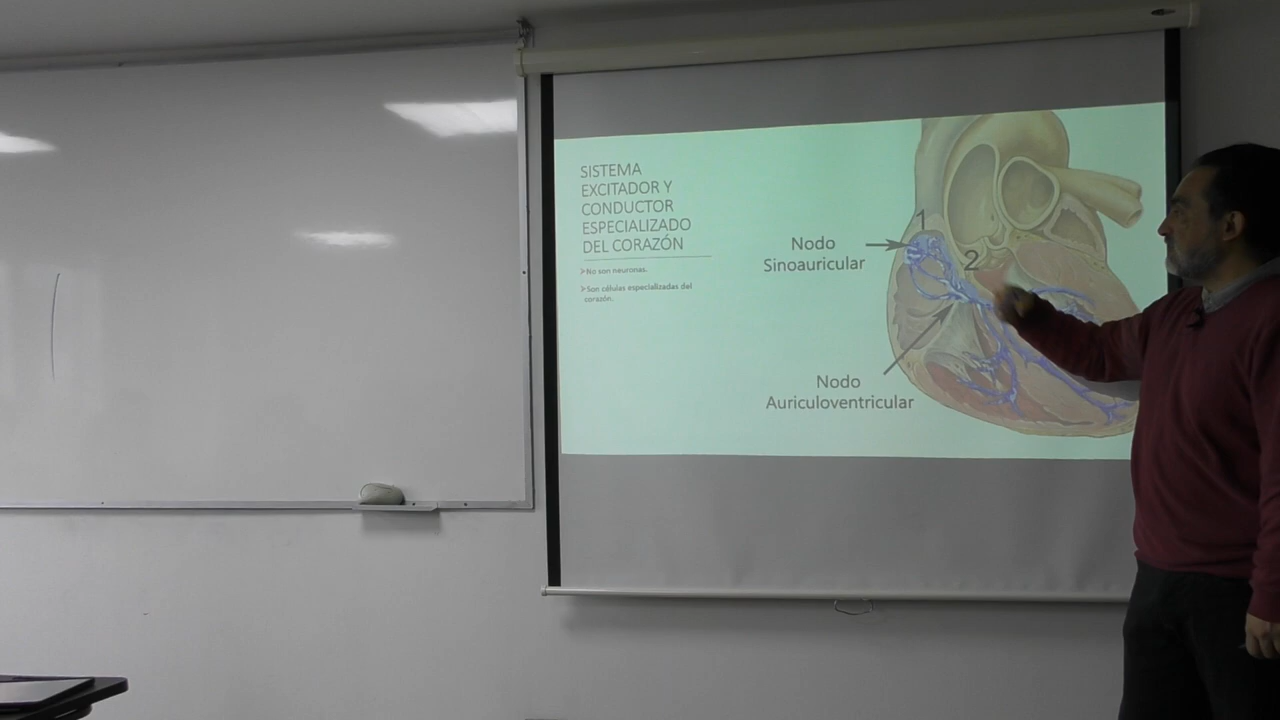 SISTEMA
EXCITADOR Y
CONDUCTOR
ESPECIALIZADO
DEL CORAZÓN
➢No son neuronas.
➢Son células especializadas del
corazón.
1
Nodo
Sinoauricular
2
Nodo
Auriculoventricular